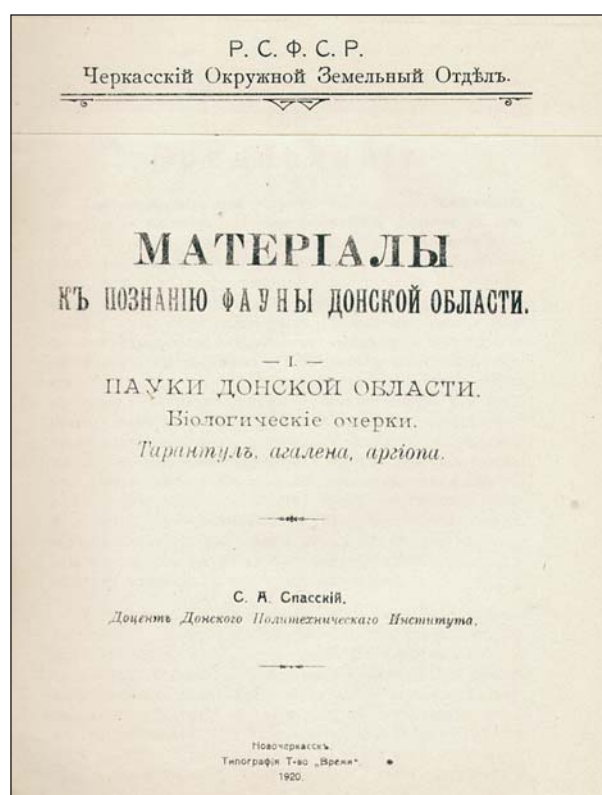 Р. С. Ф. С. Р.
Черкасскій Окружной Земельный Отдѣлъ.
МАТЕРІАЛЫ
КЪ ПОЗНАНІЮ ФАУНЫ ДОНСКОЙ ОБЛАСТИ.
— I. —
ПАУКИ ДОНСКОЙ ОБЛАСТИ.
Біологическіе очерки.
Тарантулъ, агалена, аргіопа.
С. А. Спасскій.
Доцентъ Донского Политехническаго Института.
Новочеркасскъ.
Типографія Т-во „Время".
1920.